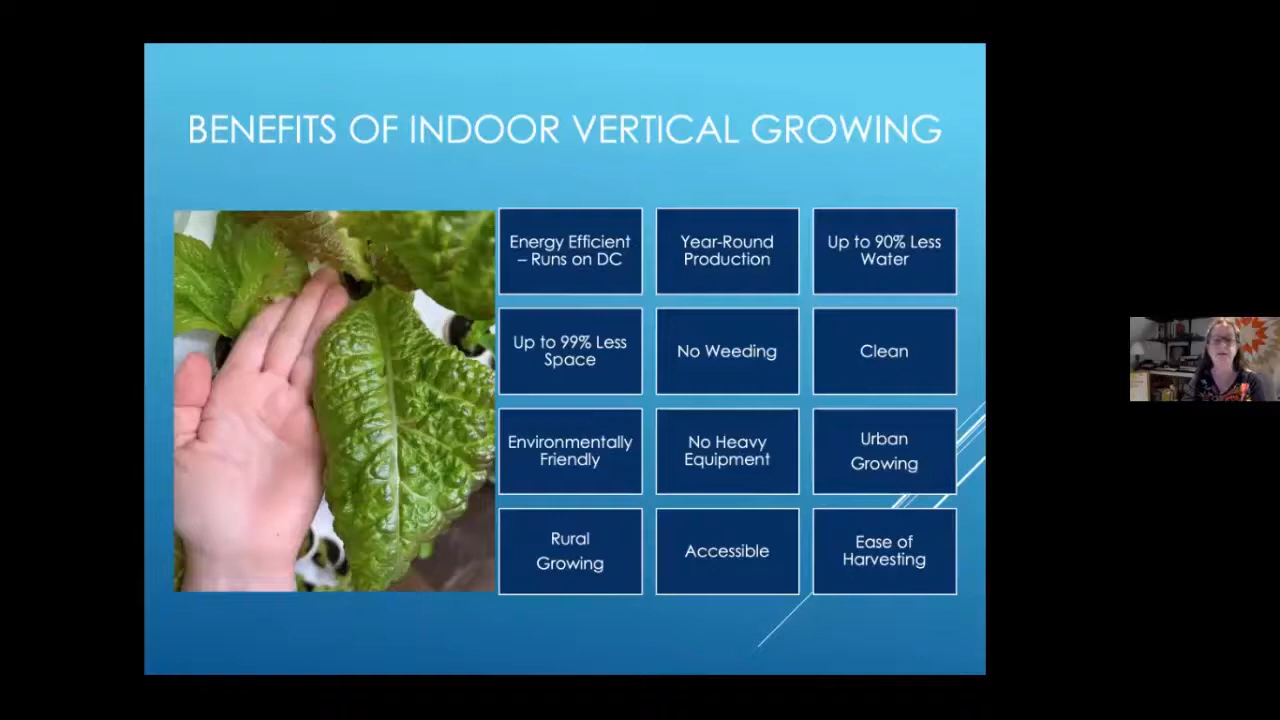 BENEFITS OF INDOOR VERTICAL GROWING
Energy Efficient
– Runs on DC
Year-Round
Production
Up to 90% Less
Water
Up to 99% Less
Space
No Weeding
Clean
Environmentally
Friendly
No Heavy
Equipment
Urban
Growing
Rural
Growing
Accessible
Ease of
Harvesting